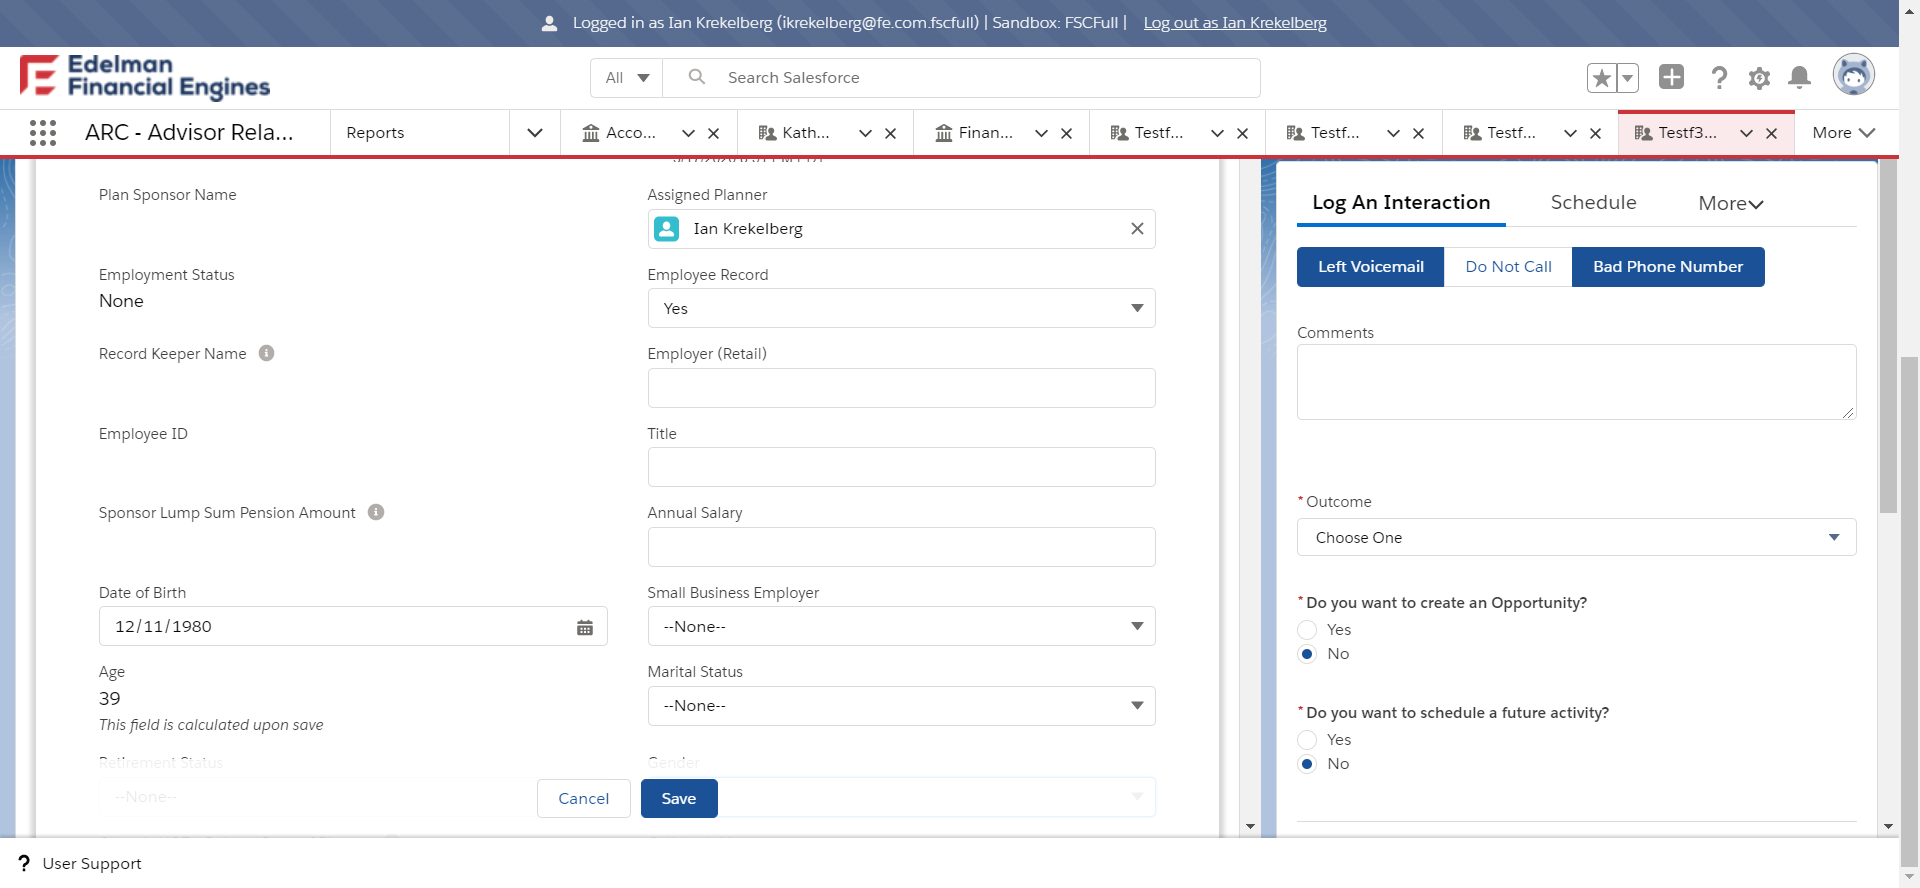 Logged in as Ian Krekelberg (ikrekelberg@fe.com.fscfull) | Sandbox: FSCFull | Log out as Ian Krekelberg
Edelman
Financial Engines
All
Search Salesforce
ARC - Advisor Rela...
Reports
Acco...
Kath...
Finan...
Testf...
Testf...
Testf...
Testf3...
More
Plan Sponsor Name
Assigned Planner
Ian Krekelberg
Employment Status
None
Employee Record
Yes
Record Keeper Name
Employer (Retail)
Employee ID
Title
Sponsor Lump Sum Pension Amount
Annual Salary
Date of Birth
12/11/1980
Small Business Employer
--None--
Age
39
This field is calculated upon save
Marital Status
--None--
Retirement Status
--None--
Gender
Cancel
Save
Log An Interaction
Schedule
More
Left Voicemail
Do Not Call
Bad Phone Number
Comments
*Outcome
Choose One
*Do you want to create an Opportunity?
Yes
No
*Do you want to schedule a future activity?
Yes
No
? User Support